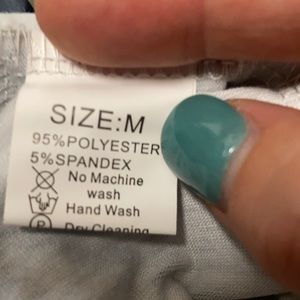 SIZE:M
95%POLYESTER
5%SPANDEX
No Machine
wash
Hand Wash
P Dry Cleaning